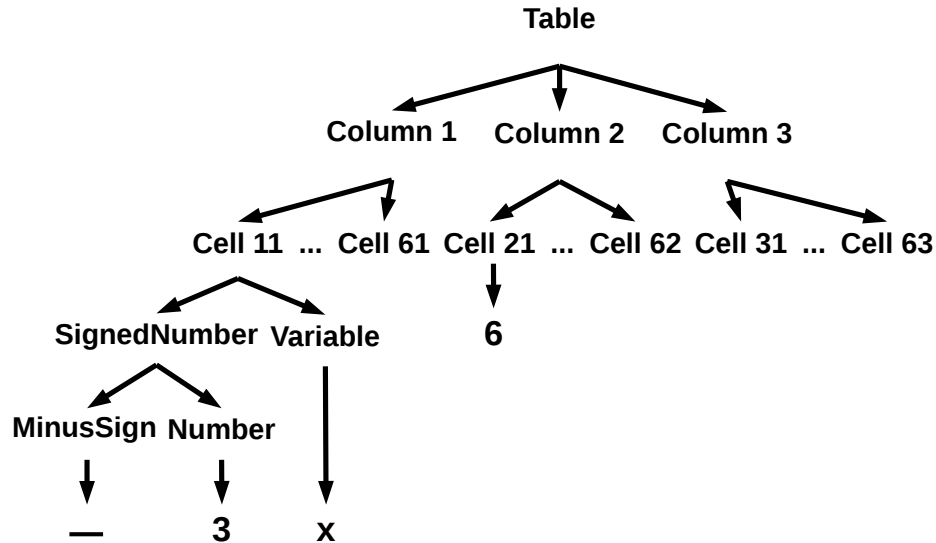 Table
Column 1 Column 2 Column 3
Cell 11 ... Cell 61 Cell 21 ... Cell 62 Cell 31 ... Cell 63
SignedNumber Variable 6
MinusSign Number
— 3 x